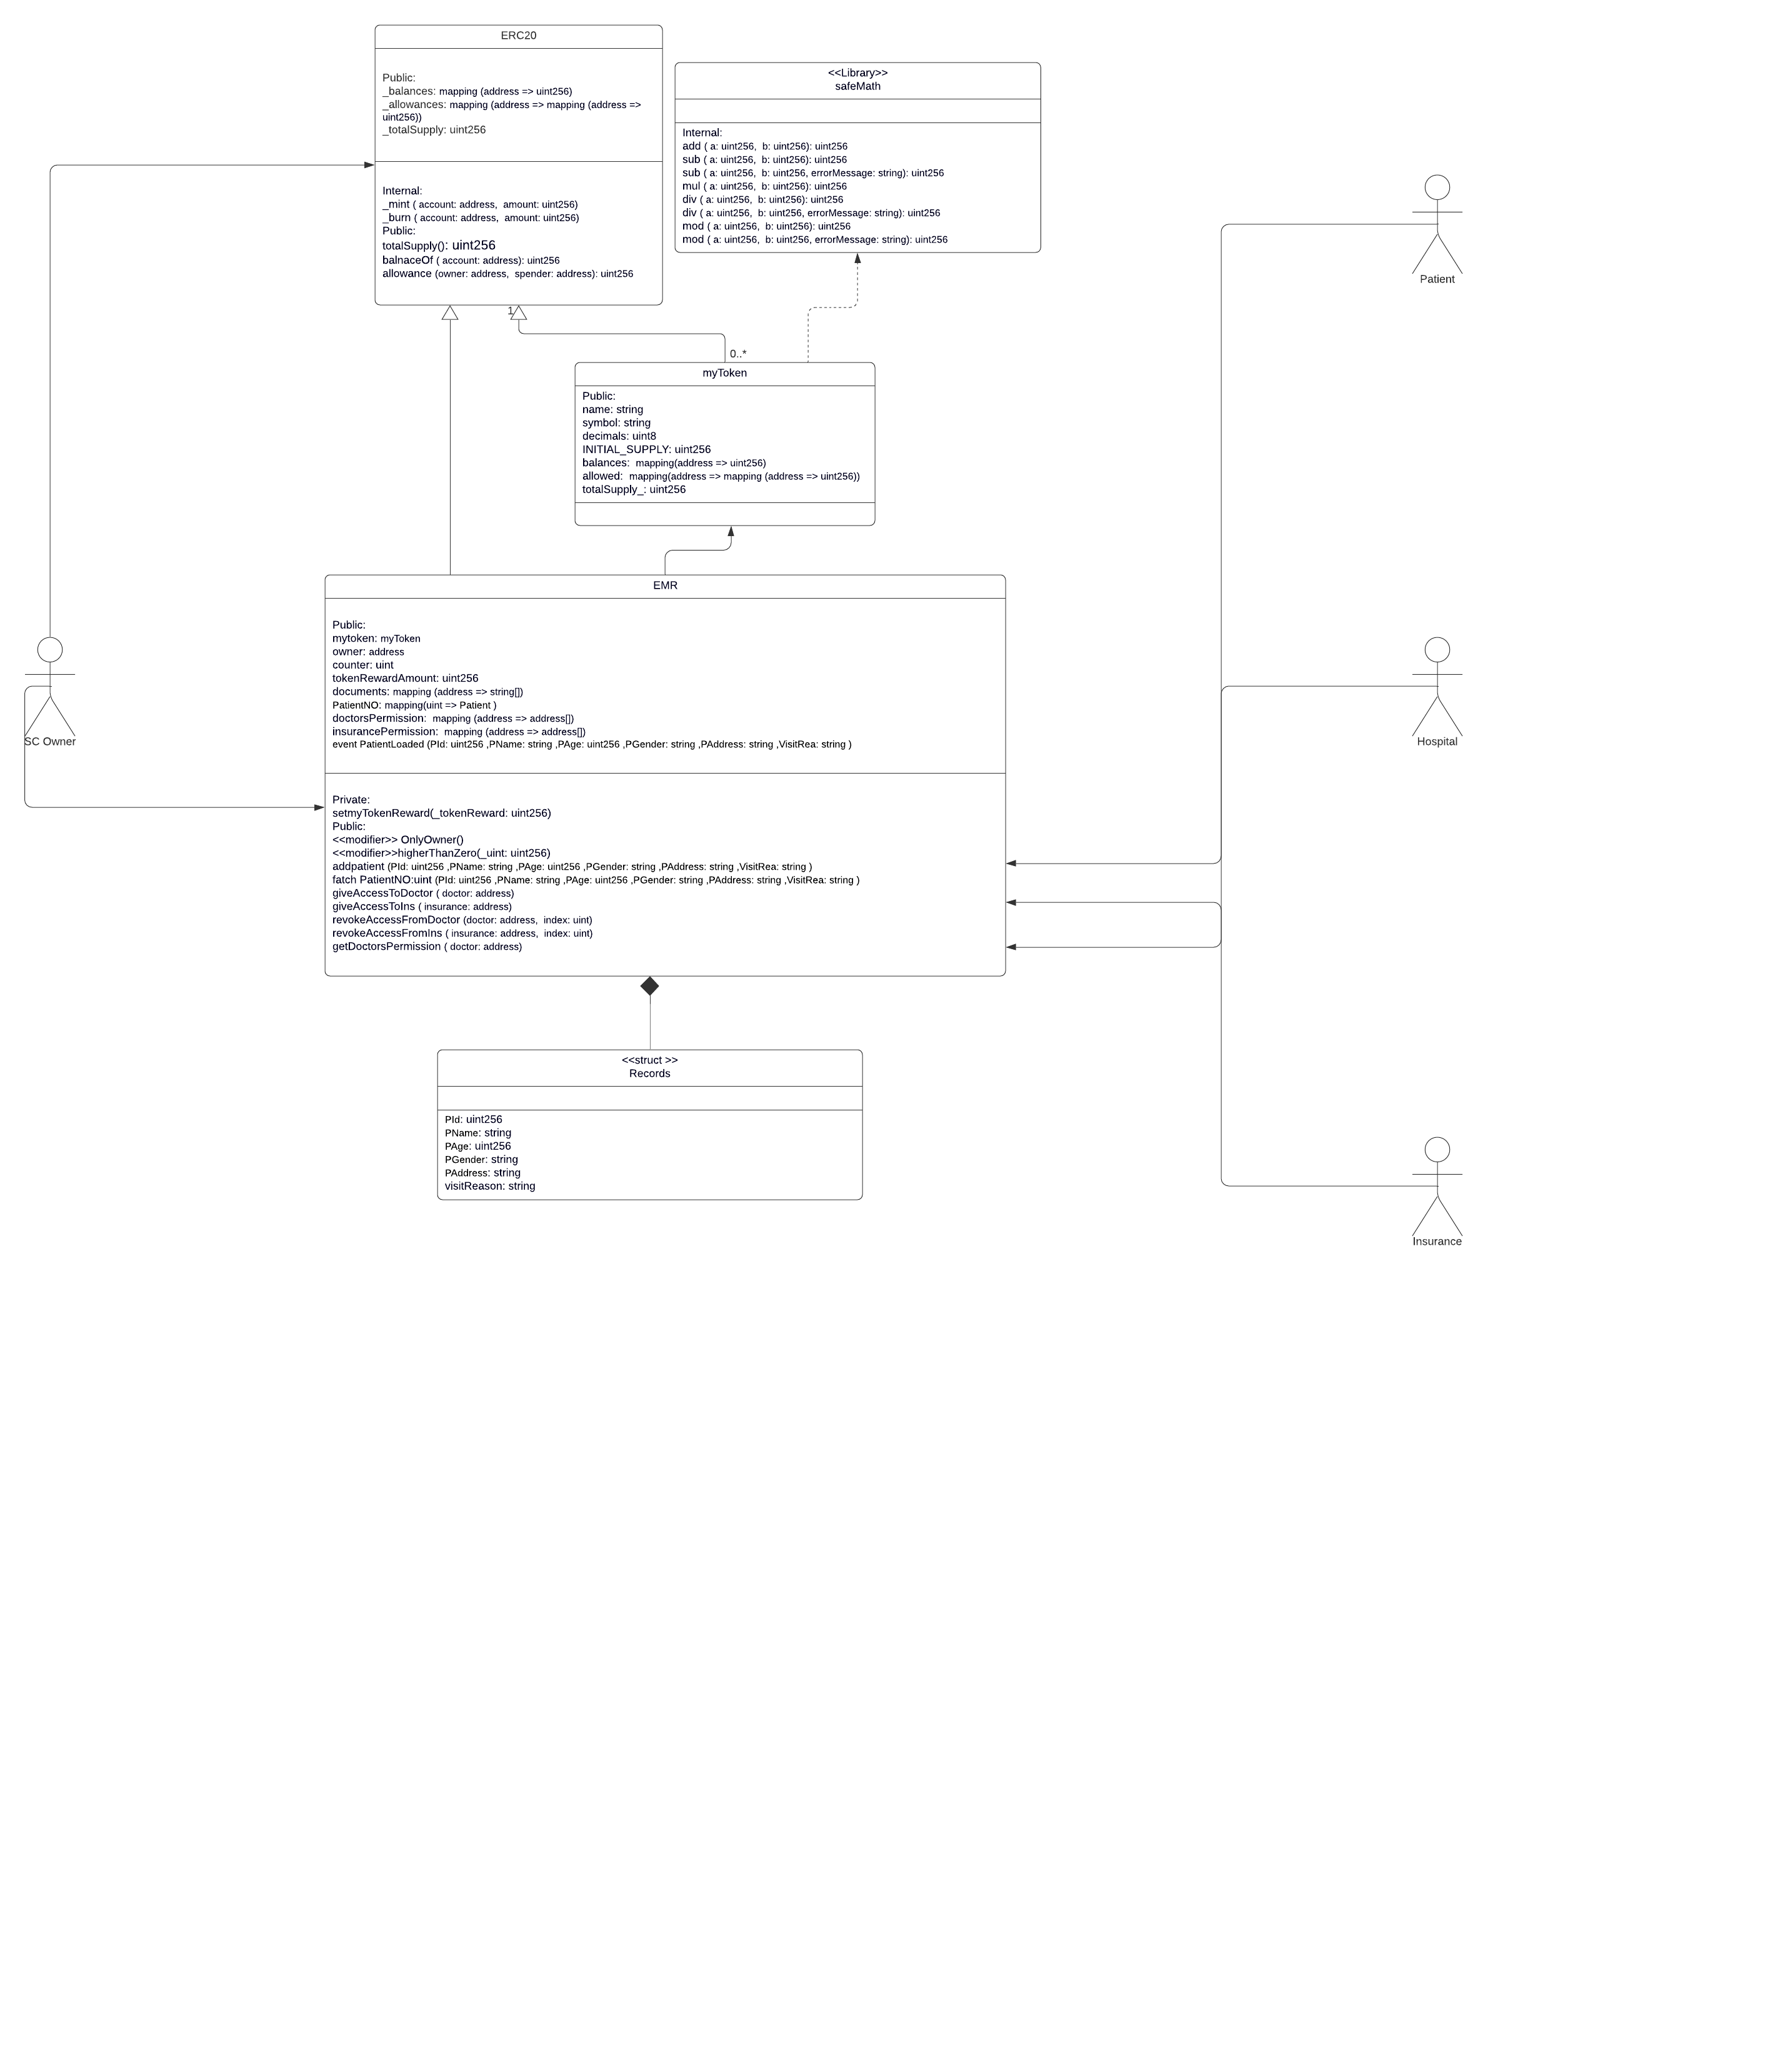 ERC20
Public:
_balances: mapping (address => uint256)
_allowances: mapping (address => mapping (address =>
uint256))
_totalSupply: uint256
Internal:
_mint ( account: address,  amount: uint256)
_burn ( account: address,  amount: uint256)
Public:
totalSupply(): uint256
balnaceOf ( account: address): uint256
allowance (owner: address,  spender: address): uint256
<<Library>>
safeMath
Internal:
add ( a: uint256,  b: uint256): uint256
sub ( a: uint256,  b: uint256): uint256
sub ( a: uint256,  b: uint256, errorMessage: string): uint256
mul ( a: uint256,  b: uint256): uint256
div ( a: uint256,  b: uint256): uint256
div ( a: uint256,  b: uint256, errorMessage: string): uint256
mod ( a: uint256,  b: uint256): uint256
mod ( a: uint256,  b: uint256, errorMessage: string): uint256
Patient
1
0..*
myToken
Public:
name: string
symbol: string
decimals: uint8
INITIAL_SUPPLY: uint256
balances:  mapping(address => uint256)
allowed:  mapping(address => mapping (address => uint256))
totalSupply_: uint256
EMR
Public:
mytoken: myToken
owner: address
counter: uint
tokenRewardAmount: uint256
documents: mapping (address => string[])
PatientNO: mapping(uint => Patient )
doctorsPermission:  mapping (address => address[])
insurancePermission:  mapping (address => address[])
event PatientLoaded (PId: uint256 ,PName: string ,PAge: uint256 ,PGender: string ,PAddress: string ,VisitRea: string )
Private:
setmyTokenReward(_tokenReward: uint256)
Public:
<<modifier>> OnlyOwner()
<<modifier>>higherThanZero(_uint: uint256)
addpatient (PId: uint256 ,PName: string ,PAge: uint256 ,PGender: string ,PAddress: string ,VisitRea: string )
fatch PatientNO:uint (PId: uint256 ,PName: string ,PAge: uint256 ,PGender: string ,PAddress: string ,VisitRea: string )
giveAccessToDoctor ( doctor: address)
giveAccessToIns ( insurance: address)
revokeAccessFromDoctor (doctor: address,  index: uint)
revokeAccessFromIns ( insurance: address,  index: uint)
getDoctorsPermission ( doctor: address)
SC Owner
Hospital
<<struct >>
Records
PId: uint256
PName: string
PAge: uint256
PGender: string
PAddress: string
visitReason: string
Insurance